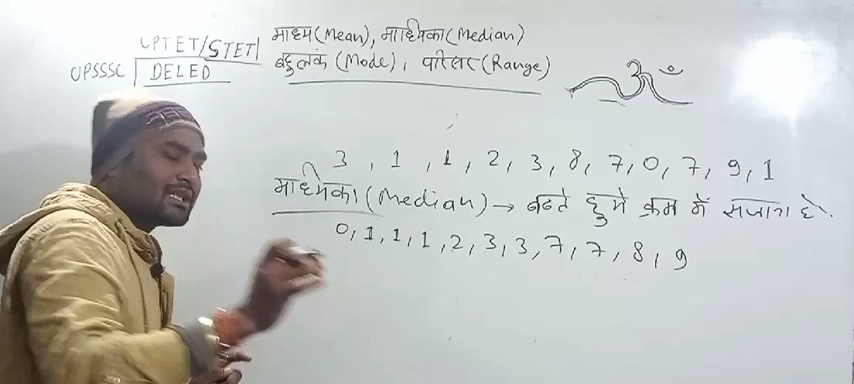 UPTET/STET
UPSSSC DELED
माध्य (Mean), माध्यिका (Median)
बहुलक (Mode), परिसर (Range)
ॐ
3, 1, 1, 2, 3, 8, 7, 0, 7, 9, 1
माध्यिका (Median) → बढ़ते हुये क्रम में सजाना है.
0, 1, 1, 1, 2, 3, 3, 7, 7, 8, 9